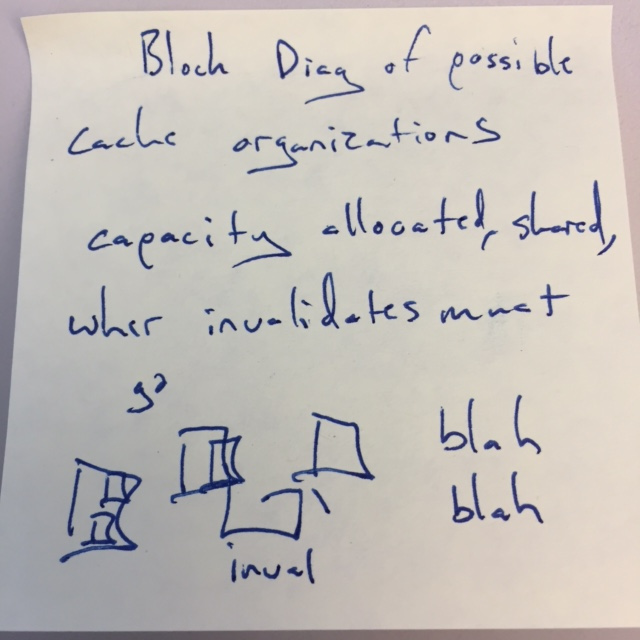 Block Diag of possible
cache organizations
capacity allocated, shared,
wher invalidates must
go
blah
blah
inval